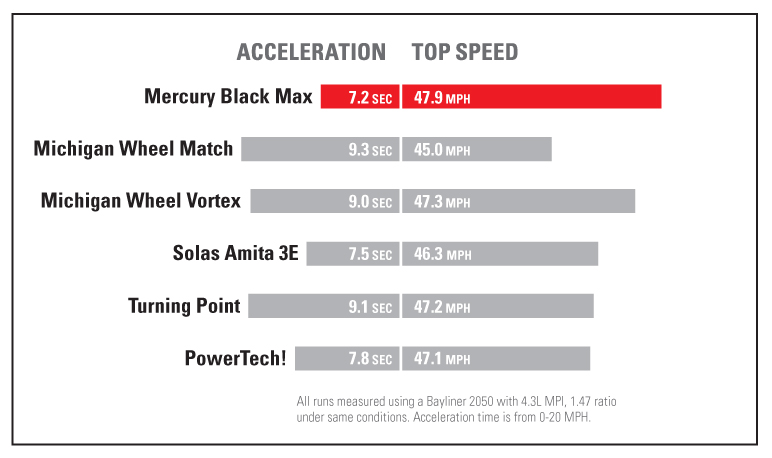 ACCELERATION TOP SPEED
Mercury Black Max 7.2 SEC 47.9 MPH
Michigan Wheel Match 9.3 SEC 45.0 MPH
Michigan Wheel Vortex 9.0 SEC 47.3 MPH
Solas Amita 3E 7.5 SEC 46.3 MPH
Turning Point 9.1 SEC 47.2 MPH
PowerTech! 7.8 SEC 47.1 MPH
All runs measured using a Bayliner 2050 with 4.3L MPI, 1.47 ratio
under same conditions. Acceleration time is from 0-20 MPH.